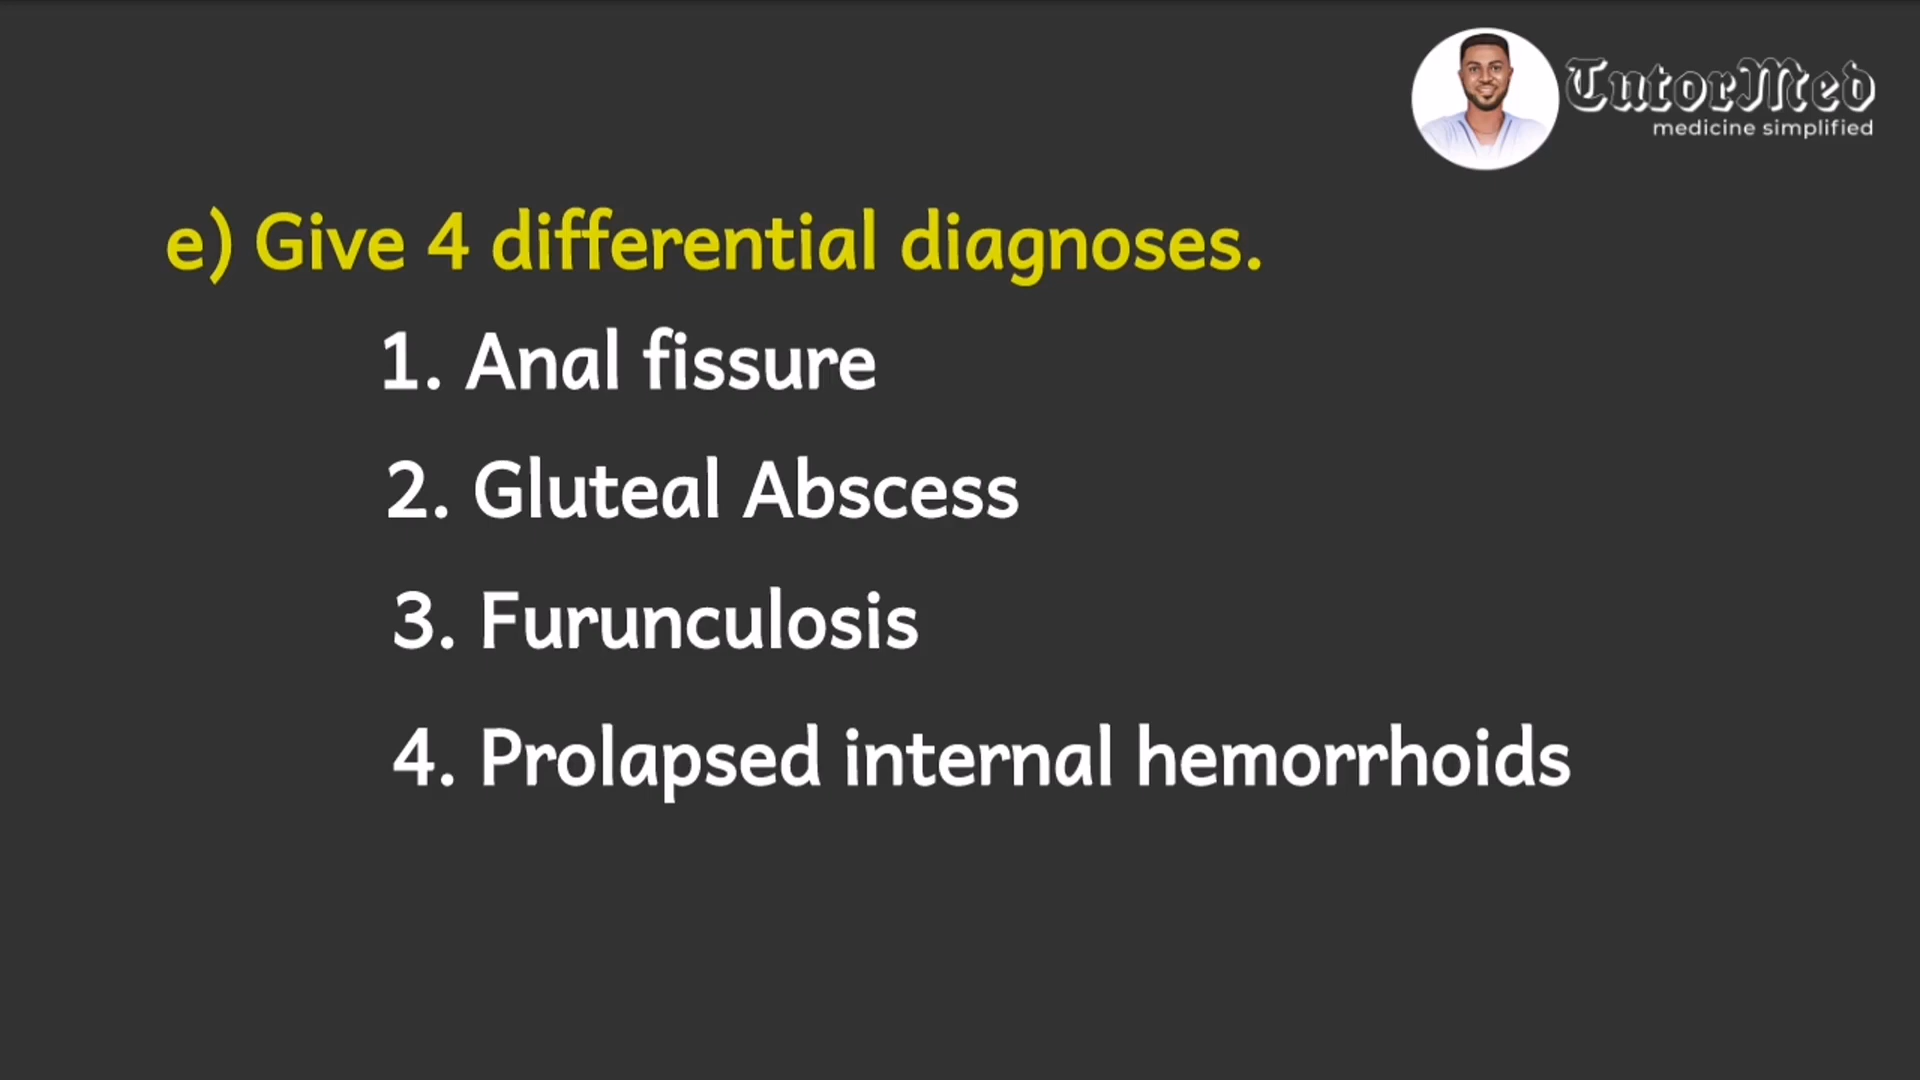 TutorMed
medicine simplified
e) Give 4 differential diagnoses.
1. Anal fissure
2. Gluteal Abscess
3. Furunculosis
4. Prolapsed internal hemorrhoids